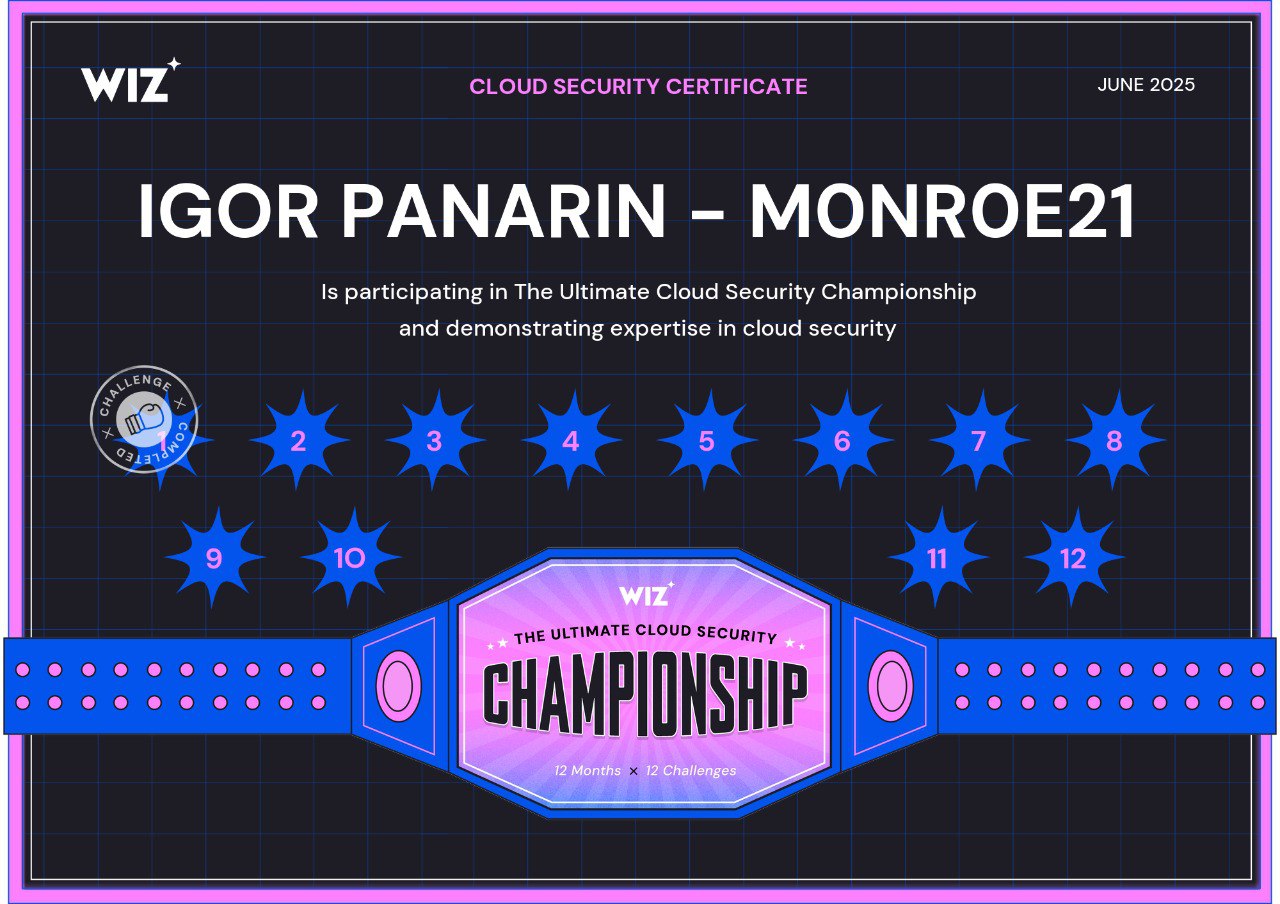 WIZ
CLOUD SECURITY CERTIFICATE
JUNE 2025
IGOR PANARIN - M0NR0E21
Is participating in The Ultimate Cloud Security Championship
and demonstrating expertise in cloud security
CHALLENGE
COMPLETED
1 2 3 4 5 6 7 8
9 10 11 12
WIZ
THE ULTIMATE CLOUD SECURITY
CHAMPIONSHIP
12 Months × 12 Challenges